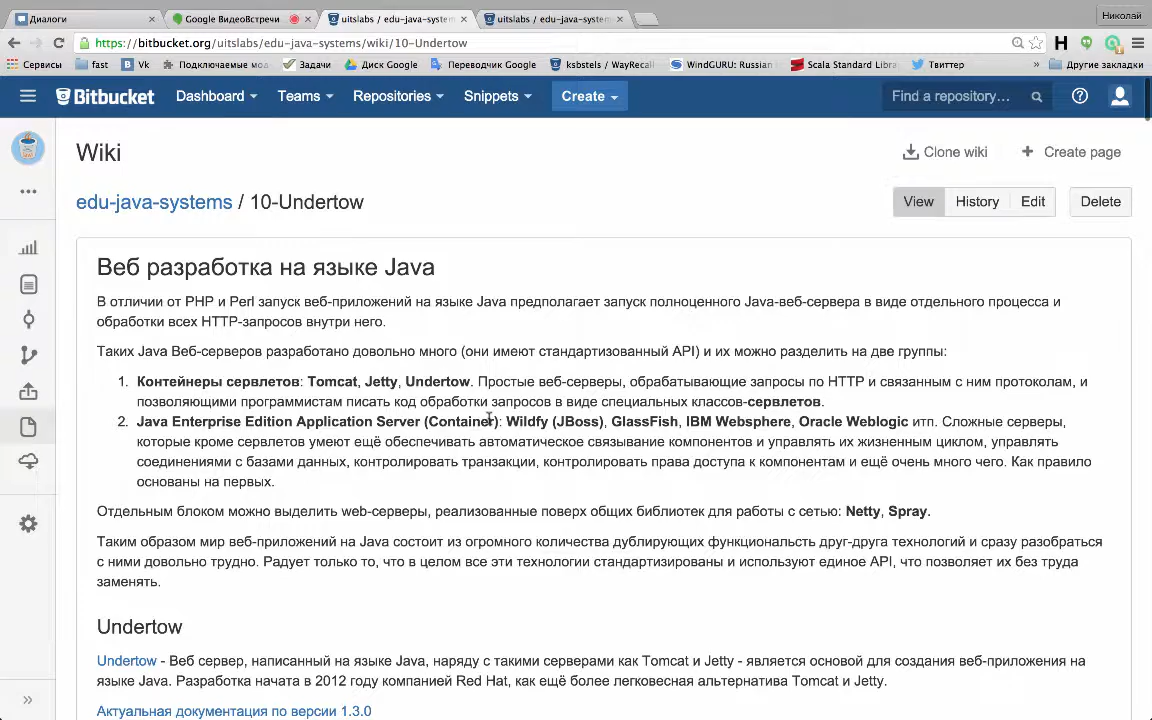 Диалоги
Google ВидеоВстречи
uitslabs / edu-java-system
uitslabs / edu-java-system
Николай
https://bitbucket.org/uitslabs/edu-java-systems/wiki/10-Undertow
Сервисы
fast
Vk
Подключаемые мод
Задачи
Диск Google
Переводчик Google
ksbstels / WayRecall
WindGURU: Russian
Scala Standard Libra
Твиттер
»
Другие закладки
Bitbucket
Dashboard
Teams
Repositories
Snippets
Create
Find a repository…
Wiki
Clone wiki
Create page
edu-java-systems / 10-Undertow
View
History
Edit
Delete
Веб разработка на языке Java
В отличии от PHP и Perl запуск веб-приложений на языке Java предполагает запуск полноценного Java-веб-сервера в виде отдельного процесса и
обработки всех HTTP-запросов внутри него.
Таких Java Веб-серверов разработано довольно много (они имеют стандартизованный API) и их можно разделить на две группы:
1. Контейнеры сервлетов: Tomcat, Jetty, Undertow. Простые веб-серверы, обрабатывающие запросы по HTTP и связанным с ним протоколам, и
позволяющими программистам писать код обработки запросов в виде специальных классов-сервлетов.
2. Java Enterprise Edition Application Server (Container): Wildfy (JBoss), GlassFish, IBM Websphere, Oracle Weblogic итп. Сложные серверы,
которые кроме сервлетов умеют ещё обеспечивать автоматическое связывание компонентов и управлять их жизненным циклом, управлять
соединениями с базами данных, контролировать транзакции, контролировать права доступа к компонентам и ещё очень много чего. Как правило
основаны на первых.
Отдельным блоком можно выделить web-серверы, реализованные поверх общих библиотек для работы с сетью: Netty, Spray.
Таким образом мир веб-приложений на Java состоит из огромного количества дублирующих функциональсть друг-друга технологий и сразу разобраться
с ними довольно трудно. Радует только то, что в целом все эти технологии стандартизированы и используют единое API, что позволяет их без труда
заменять.
Undertow
Undertow - Веб сервер, написанный на языке Java, наряду с такими серверами как Tomcat и Jetty - является основой для создания веб-приложения на
языке Java. Разработка начата в 2012 году компанией Red Hat, как ещё более легковесная альтернатива Tomcat и Jetty.
Актуальная документация по версии 1.3.0